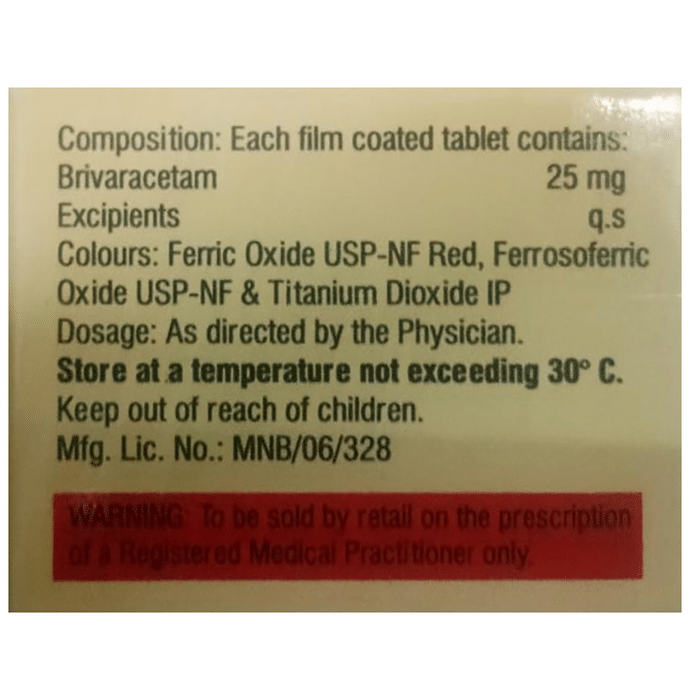 Composition: Each film coated tablet contains:
Brivaracetam 25 mg
Excipients q.s
Colours: Ferric Oxide USP-NF Red, Ferrosoferric
Oxide USP-NF & Titanium Dioxide IP
Dosage: As directed by the Physician.
Store at a temperature not exceeding 30° C.
Keep out of reach of children.
Mfg. Lic. No.: MNB/06/328
WARNING: To be sold by retail on the prescription
of a Registered Medical Practitioner only.